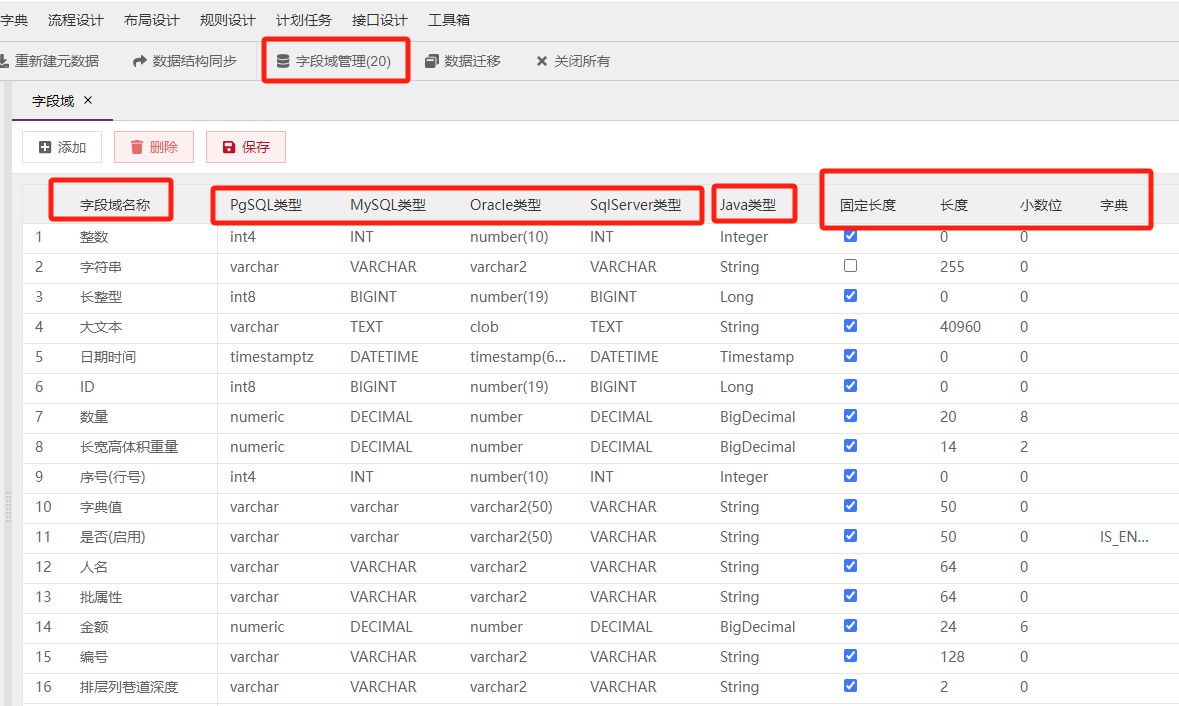 字典 流程设计 布局设计 规则设计 计划任务 接口设计 工具箱
重新建元数据 数据结构同步 字段域管理(20) 数据迁移 关闭所有
字段域
添加 删除 保存
字段域名称 PgSQL类型 MySQL类型 Oracle类型 SqlServer类型 Java类型 固定长度 长度 小数位 字典
1 整数 int4 INT number(10) INT Integer 0 0
2 字符串 varchar VARCHAR varchar2 VARCHAR String 255 0
3 长整型 int8 BIGINT number(19) BIGINT Long 0 0
4 大文本 varchar TEXT clob TEXT String 40960 0
5 日期时间 timestamptz DATETIME timestamp(6... DATETIME Timestamp 0 0
6 ID int8 BIGINT number(19) BIGINT Long 0 0
7 数量 numeric DECIMAL number DECIMAL BigDecimal 20 8
8 长宽高体积重量 numeric DECIMAL number DECIMAL BigDecimal 14 2
9 序号(行号) int4 INT number(10) INT Integer 0 0
10 字典值 varchar varchar varchar2(50) VARCHAR String 50 0
11 是否(启用) varchar varchar varchar2(50) VARCHAR String 50 0 IS_EN...
12 人名 varchar VARCHAR varchar2 VARCHAR String 64 0
13 批属性 varchar VARCHAR varchar2 VARCHAR String 64 0
14 金额 numeric DECIMAL number DECIMAL BigDecimal 24 6
15 编号 varchar VARCHAR varchar2 VARCHAR String 128 0
16 排层列巷道深度 varchar VARCHAR varchar2 VARCHAR String 2 0